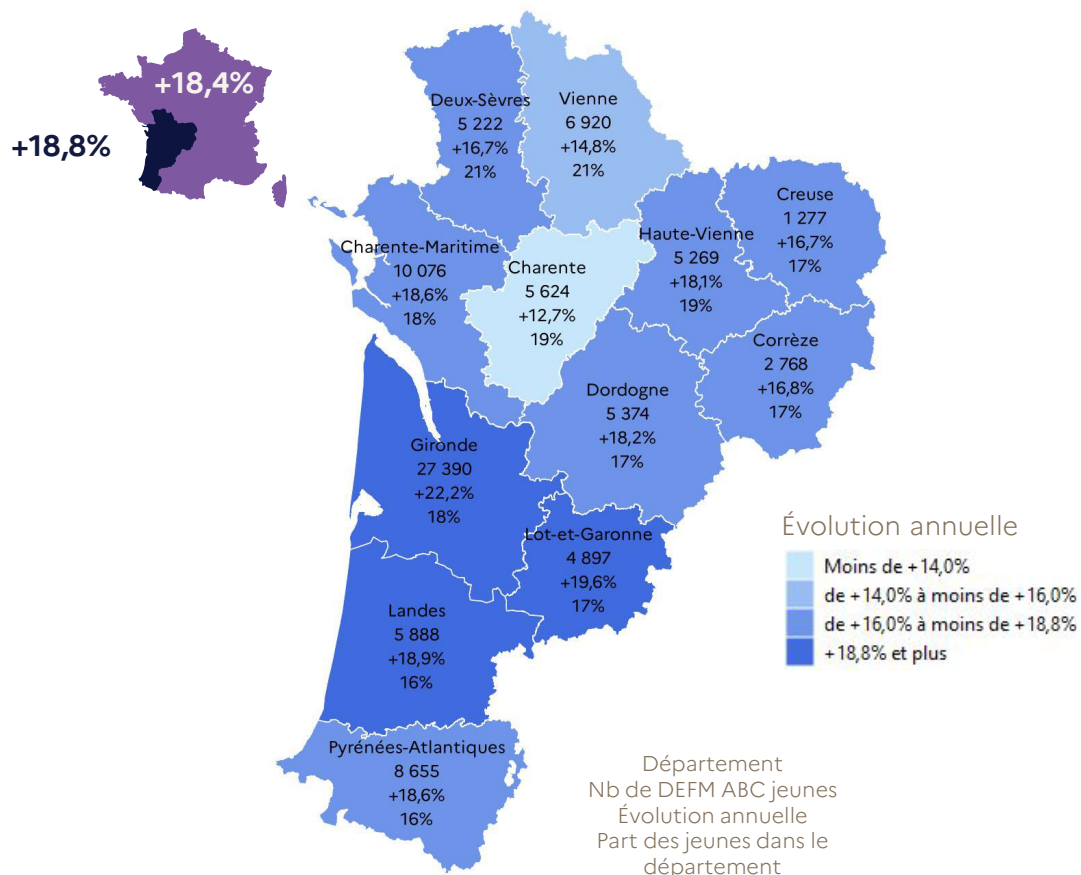 +18,4%
+18,8%
Deux-Sèvres
5 222
+16,7%
21%
Vienne
6 920
+14,8%
21%
Creuse
1 277
+16,7%
17%
Charente-Maritime
10 076
+18,6%
18%
Charente
5 624
+12,7%
19%
Haute-Vienne
5 269
+18,1%
19%
Corrèze
2 768
+16,8%
17%
Dordogne
5 374
+18,2%
17%
Gironde
27 390
+22,2%
18%
Lot-et-Garonne
4 897
+19,6%
17%
Landes
5 888
+18,9%
16%
Pyrénées-Atlantiques
8 655
+18,6%
16%
Évolution annuelle
Moins de +14,0%
de +14,0% à moins de +16,0%
de +16,0% à moins de +18,8%
+18,8% et plus
Département
Nb de DEFM ABC jeunes
Évolution annuelle
Part des jeunes dans le
département